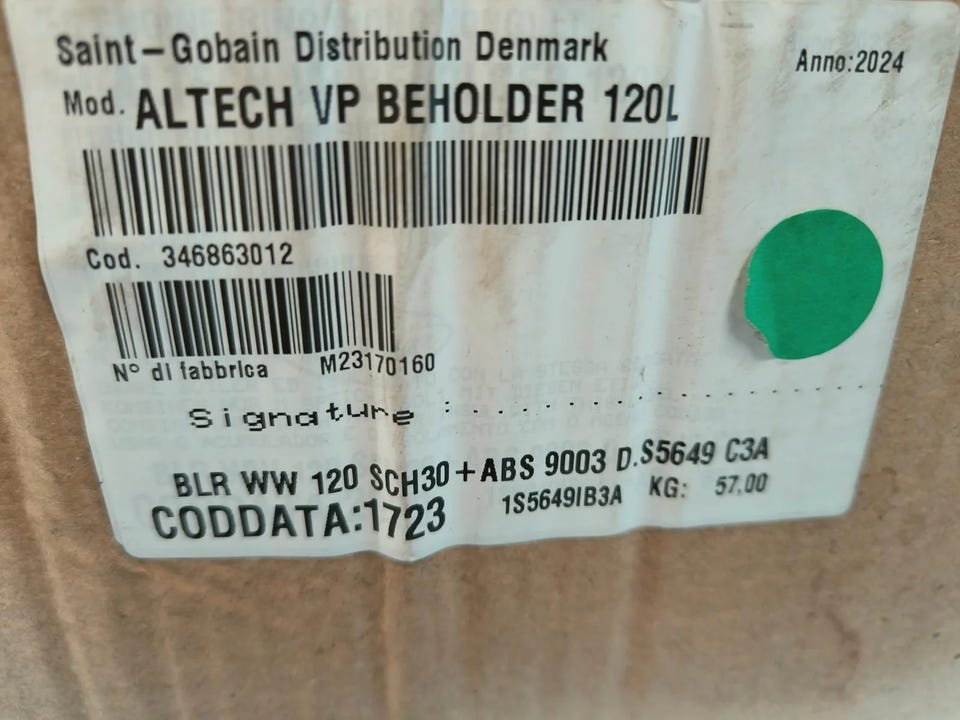 Saint-Gobain Distribution Denmark
Anno:2024
Mod. ALTECH VP BEHOLDER 120L
Cod. 346863012
N° di fabbrica M23170160
Signature :....................
BLR WW 120 SCH30+ABS 9003 D.S5649 C3A
CODDATA:1723 1S5649IB3A KG: 57,00